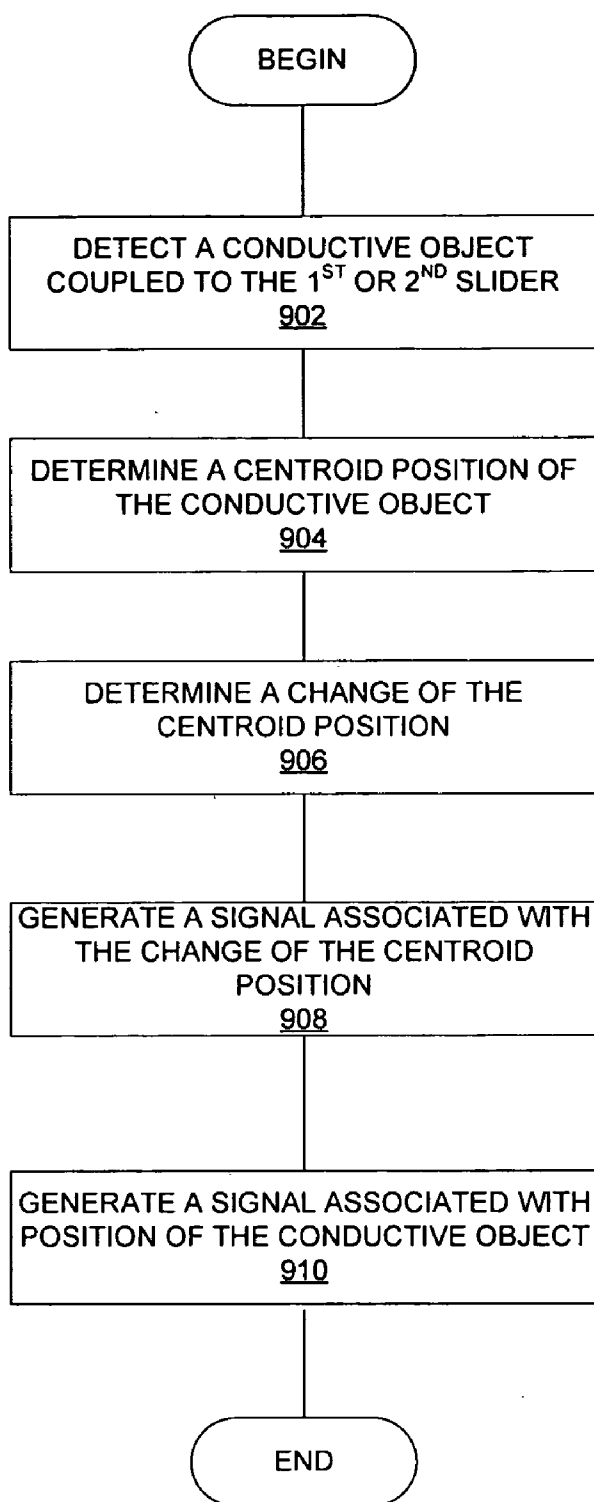 BEGIN
DETECT A CONDUCTIVE OBJECT
COUPLED TO THE 1ST OR 2ND SLIDER
902
DETERMINE A CENTROID POSITION OF
THE CONDUCTIVE OBJECT
904
DETERMINE A CHANGE OF THE
CENTROID POSITION
906
GENERATE A SIGNAL ASSOCIATED WITH
THE CHANGE OF THE CENTROID
POSITION
908
GENERATE A SIGNAL ASSOCIATED WITH
POSITION OF THE CONDUCTIVE OBJECT
910
END